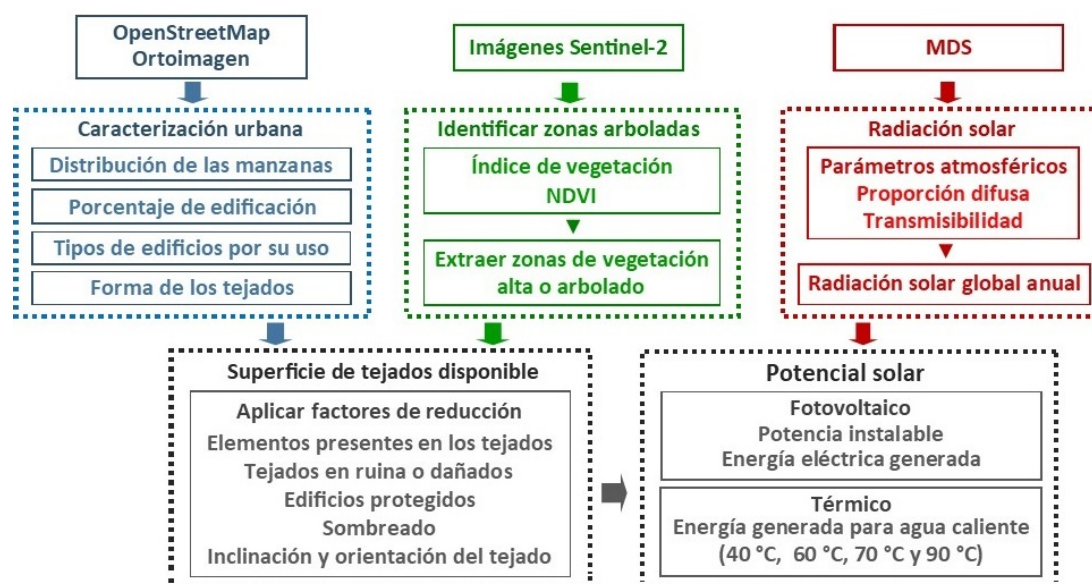 OpenStreetMap
Ortoimagen
Imágenes Sentinel-2
MDS
Caracterización urbana
Distribución de las manzanas
Porcentaje de edificación
Tipos de edificios por su uso
Forma de los tejados
Identificar zonas arboladas
Índice de vegetación
NDVI
Extraer zonas de vegetación
alta o arbolado
Radiación solar
Parámetros atmosféricos
Proporción difusa
Transmisibilidad
Radiación solar global anual
Superficie de tejados disponible
Aplicar factores de reducción
Elementos presentes en los tejados
Tejados en ruina o dañados
Edificios protegidos
Sombreado
Inclinación y orientación del tejado
Potencial solar
Fotovoltaico
Potencia instalable
Energía eléctrica generada
Térmico
Energía generada para agua caliente
(40 °C, 60 °C, 70 °C y 90 °C)